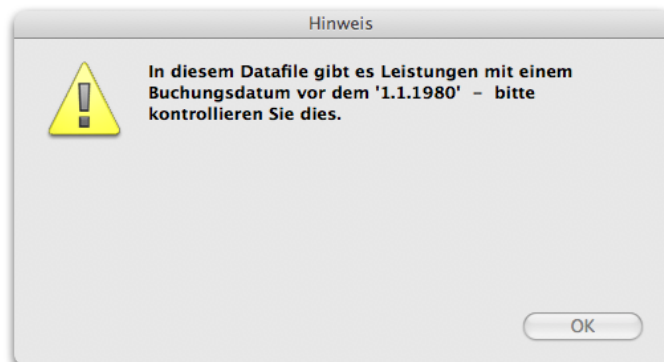 Hinweis
In diesem Datafile gibt es Leistungen mit einem
Buchungsdatum vor dem '1.1.1980' – bitte
kontrollieren Sie dies.
OK